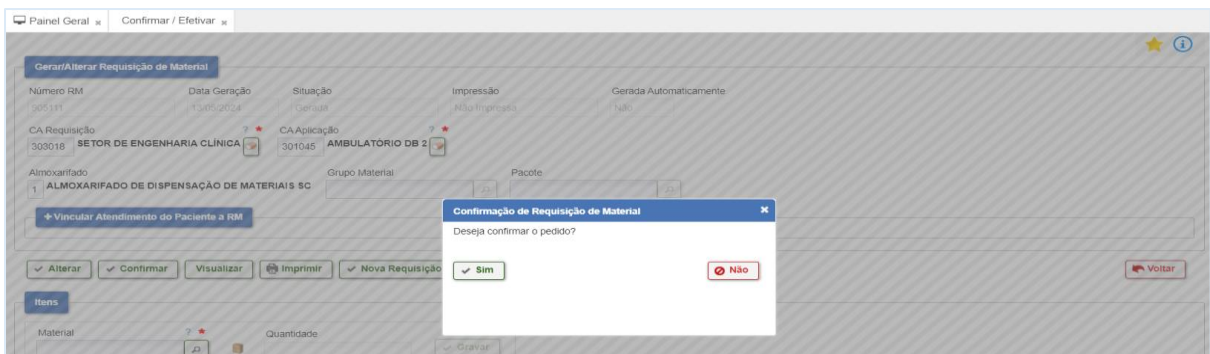 Painel Geral
Confirmar / Efetivar
Gerar/Alterar Requisição de Material
Número RM Data Geração Situação Impressão Gerada Automaticamente
13/05/2024 Gerada Não Impressa Não
CA Requisição ? * CA Aplicação ? *
303018 SETOR DE ENGENHARIA CLÍNICA 301045 AMBULATÓRIO DB 2
Almoxarifado Grupo Material Pacote
1 ALMOXARIFADO DE DISPENSAÇÃO DE MATERIAIS SC
+ Vincular Atendimento do Paciente a RM
Confirmação de Requisição de Material
Deseja confirmar o pedido?
Sim Não
Alterar Confirmar Visualizar Imprimir Nova Requisição Voltar
Itens
Material ? * Quantidade
Gravar